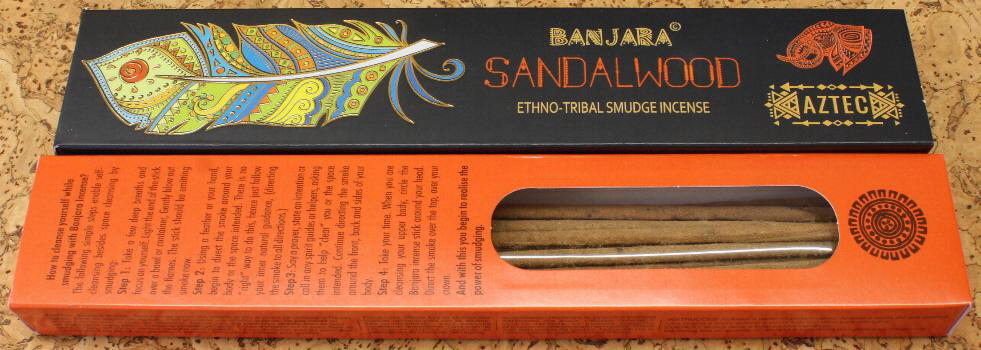 BANJARA©
SANDALWOOD
ETHNO-TRIBAL SMUDGE INCENSE
AZTEC
How to cleanse yourself while
smudging with Banjara Incense?
The following simple step, enable self-
cleansing besides space cleansing by
smudging:
Step 1: Take a few deep breaths and
focus on yourself. Light the end of the stick
over a bowl or container. Gently blow out
the flames. The stick should be emitting
smoke now.
Step 2: Using a feather or your hand,
begin to direct the smoke around your
body or the space intended. There is no
"right" way to do this, hence just follow
your inner natural guidance, (directing
the smoke to all directions.)
Step 3: Say a prayer, state an intention or
call in any spirit guides or helpers, asking
them to help "clear" you or the space
intended. Continue directing the smoke
around the front, back and sides of your
body.
Step 4: Take your time. When you are
cleansing your upper body, circle the
Banjara incense stick around your head.
Direct the smoke over the top, over your
crown.
And with this you begin to realise the
power of smudging.